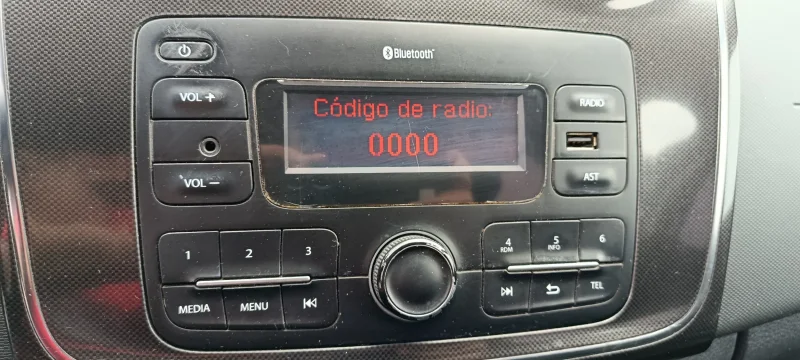 Bluetooth
VOL +
RADIO
Código de radio:
0000
VOL −
AST
1
2
3
4
RDM
5
INFO
6
MEDIA
MENU
TEL